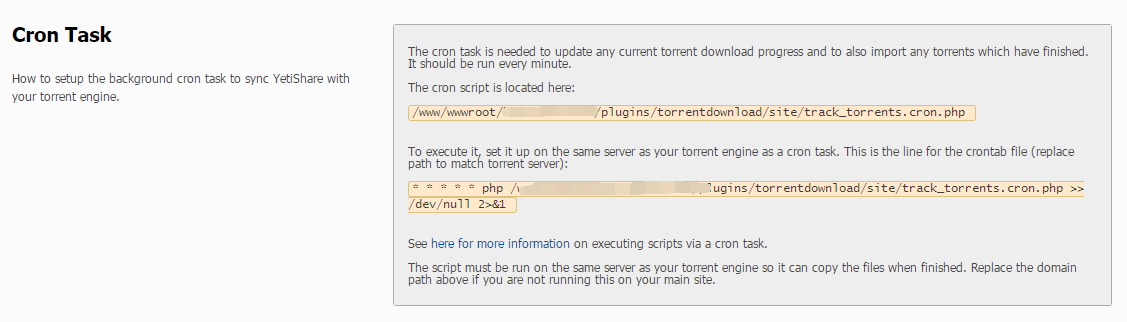 Cron Task
How to setup the background cron task to sync YetiShare with
your torrent engine.
The cron task is needed to update any current torrent download progress and to also import any torrents which have finished.
It should be run every minute.
The cron script is located here:
/www/wwwroot/ /plugins/torrentdownload/site/track_torrents.cron.php
To execute it, set it up on the same server as your torrent engine as a cron task. This is the line for the crontab file (replace
path to match torrent server):
* * * * * php / lugins/torrentdownload/site/track_torrents.cron.php >>
/dev/null 2>&1
See here for more information on executing scripts via a cron task.
The script must be run on the same server as your torrent engine so it can copy the files when finished. Replace the domain
path above if you are not running this on your main site.